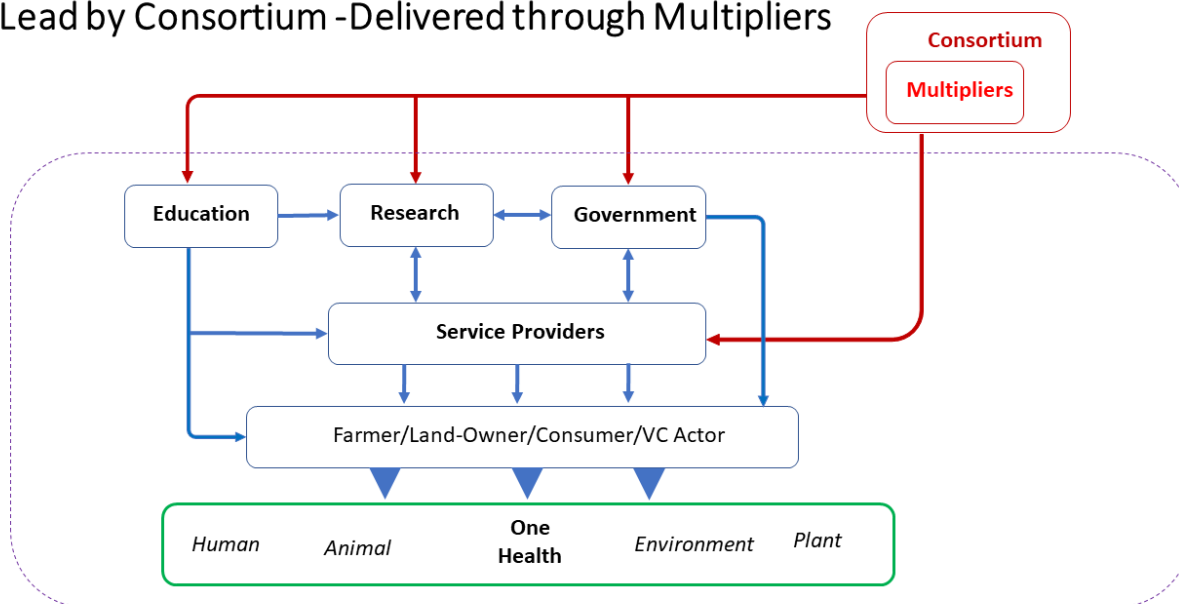 Lead by Consortium -Delivered through Multipliers
Consortium
Multipliers
Education
Research
Government
Service Providers
Farmer/Land-Owner/Consumer/VC Actor
One
Health
Human
Animal
Environment
Plant